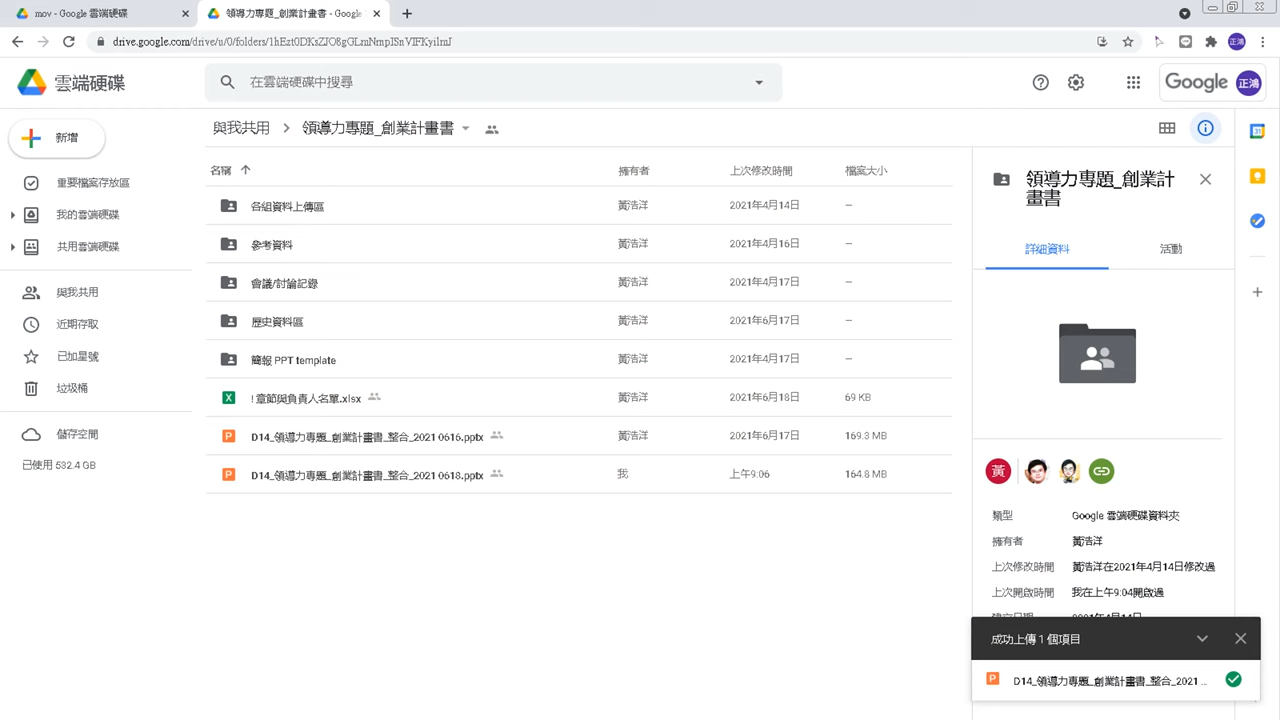 mov - Google 雲端硬碟
領導力專題_創業計畫書 - Google
drive.google.com/drive/u/0/folders/1hEzt0DKsZJO8gGLmNmpISnVIFKyilmJ
正鴻
雲端硬碟
在雲端硬碟中搜尋
Google 正鴻
新增
重要檔案存放區
我的雲端硬碟
共用雲端硬碟
與我共用
近期存取
已加星號
垃圾桶
儲存空間
已使用 532.4 GB
與我共用 > 領導力專題_創業計畫書
名稱 擁有者 上次修改時間 檔案大小
各組資料上傳區 黃浩洋 2021年4月14日 –
參考資料 黃浩洋 2021年4月16日 –
會議/討論記錄 黃浩洋 2021年4月17日 –
歷史資料區 黃浩洋 2021年6月17日 –
簡報 PPT template 黃浩洋 2021年4月17日 –
! 章節與負責人名單.xlsx 黃浩洋 2021年6月18日 69 KB
D14_領導力專題_創業計畫書_整合_2021 0616.pptx 黃浩洋 2021年6月17日 169.3 MB
D14_領導力專題_創業計畫書_整合_2021 0618.pptx 我 上午9:06 164.8 MB
領導力專題_創業計
畫書
詳細資料 活動
黃
類型 Google 雲端硬碟資料夾
擁有者 黃浩洋
上次修改時間 黃浩洋在2021年4月14日修改過
上次開啟時間 我在上午9:04開啟過
建立日期 2021年4月14日
成功上傳 1 個項目
D14_領導力專題_創業計畫書_整合_2021 ...